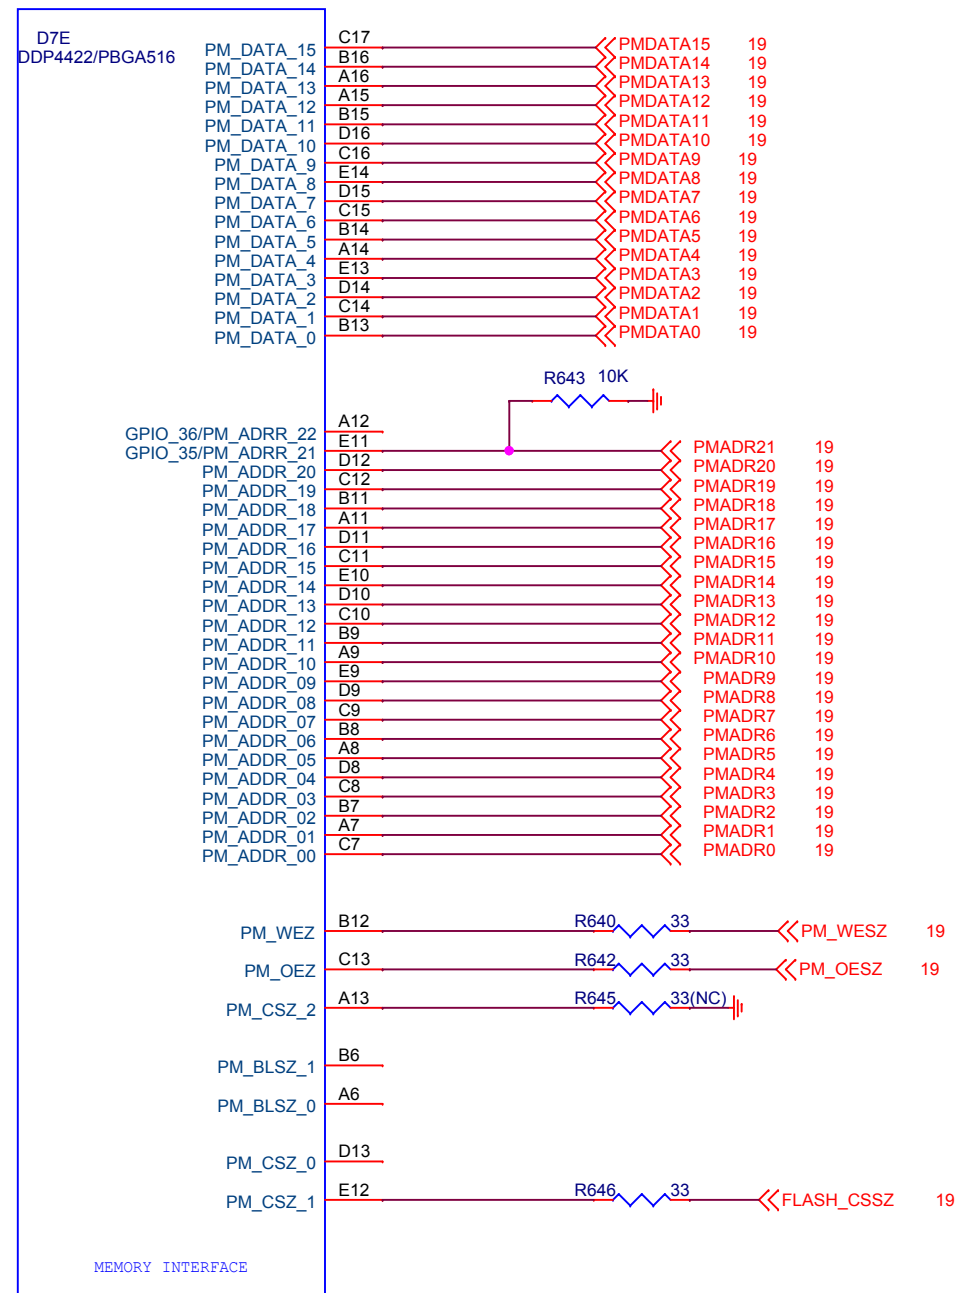 D7E
DDP4422/PBGA516
PM_DATA_15 C17 PMDATA15 19
PM_DATA_14 B16 PMDATA14 19
PM_DATA_13 A16 PMDATA13 19
PM_DATA_12 A15 PMDATA12 19
PM_DATA_11 B15 PMDATA11 19
PM_DATA_10 D16 PMDATA10 19
PM_DATA_9 C16 PMDATA9 19
PM_DATA_8 E14 PMDATA8 19
PM_DATA_7 D15 PMDATA7 19
PM_DATA_6 C15 PMDATA6 19
PM_DATA_5 B14 PMDATA5 19
PM_DATA_4 A14 PMDATA4 19
PM_DATA_3 E13 PMDATA3 19
PM_DATA_2 D14 PMDATA2 19
PM_DATA_1 C14 PMDATA1 19
PM_DATA_0 B13 PMDATA0 19
R643 10K
GPIO_36/PM_ADRR_22 A12
GPIO_35/PM_ADRR_21 E11 PMADR21 19
PM_ADDR_20 D12 PMADR20 19
PM_ADDR_19 C12 PMADR19 19
PM_ADDR_18 B11 PMADR18 19
PM_ADDR_17 A11 PMADR17 19
PM_ADDR_16 D11 PMADR16 19
PM_ADDR_15 C11 PMADR15 19
PM_ADDR_14 E10 PMADR14 19
PM_ADDR_13 D10 PMADR13 19
PM_ADDR_12 C10 PMADR12 19
PM_ADDR_11 B9 PMADR11 19
PM_ADDR_10 A9 PMADR10 19
PM_ADDR_09 E9 PMADR9 19
PM_ADDR_08 D9 PMADR8 19
PM_ADDR_07 C9 PMADR7 19
PM_ADDR_06 B8 PMADR6 19
PM_ADDR_05 A8 PMADR5 19
PM_ADDR_04 D8 PMADR4 19
PM_ADDR_03 C8 PMADR3 19
PM_ADDR_02 B7 PMADR2 19
PM_ADDR_01 A7 PMADR1 19
PM_ADDR_00 C7 PMADR0 19
PM_WEZ B12 R640 33 PM_WESZ 19
PM_OEZ C13 R642 33 PM_OESZ 19
PM_CSZ_2 A13 R645 33(NC)
PM_BLSZ_1 B6
PM_BLSZ_0 A6
PM_CSZ_0 D13
PM_CSZ_1 E12 R646 33 FLASH_CSSZ 19
MEMORY INTERFACE